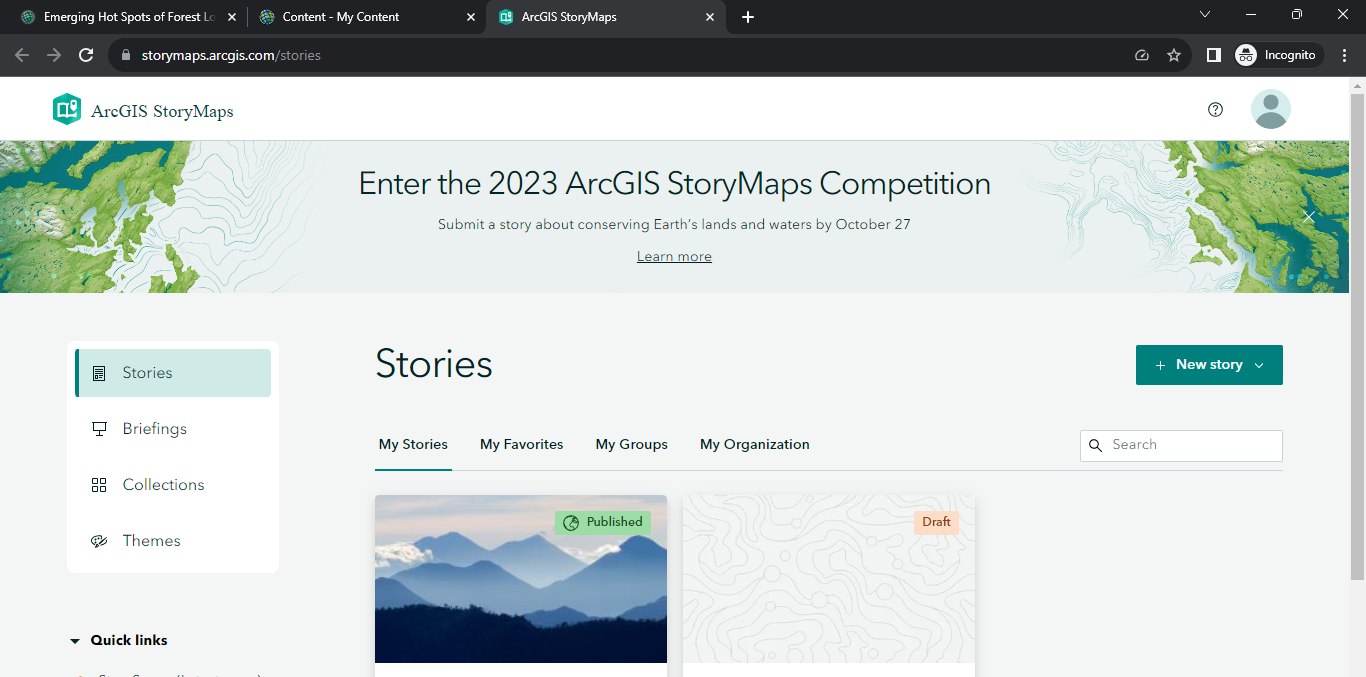 Emerging Hot Spots of Forest Lo
Content - My Content
ArcGIS StoryMaps
storymaps.arcgis.com/stories
Incognito
ArcGIS StoryMaps
Enter the 2023 ArcGIS StoryMaps Competition
Submit a story about conserving Earth's lands and waters by October 27
Learn more
Stories
Briefings
Collections
Themes
Quick links
Stories
New story
My Stories
My Favorites
My Groups
My Organization
Search
Published
Draft